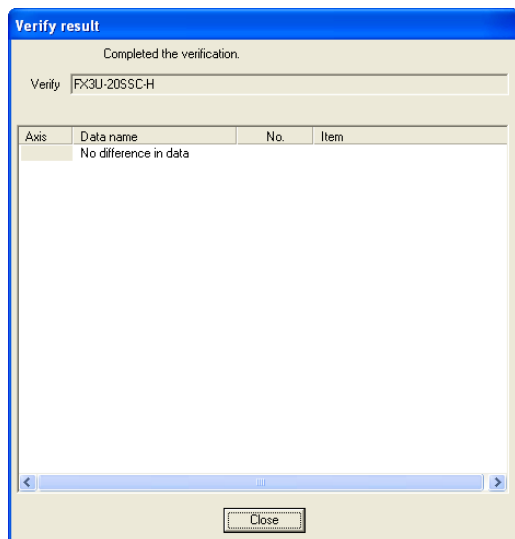 Verify result
Completed the verification.
Verify FX3U-20SSC-H
Axis Data name No. Item
No difference in data
Close